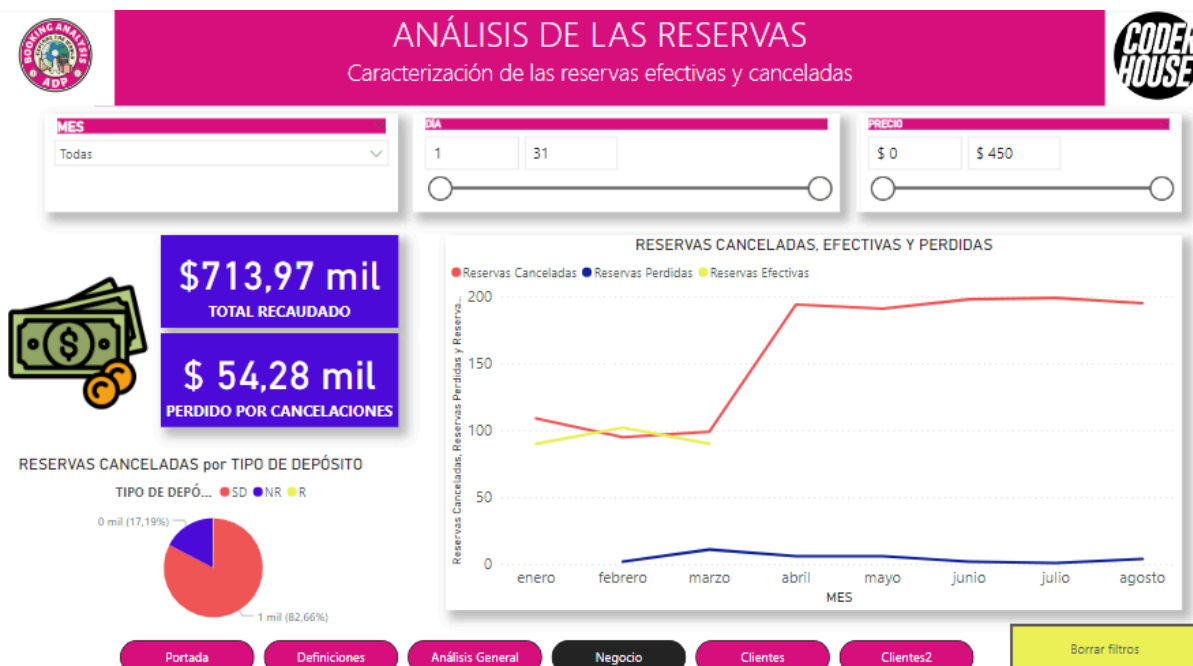 BOOKING ANALYSIS
EXPLORE THE WORLD
ADP
ANÁLISIS DE LAS RESERVAS
Caracterización de las reservas efectivas y canceladas
CODER
HOUSE
MES
Todas
DÍA
1
31
PRECIO
$ 0
$ 450
$713,97 mil
TOTAL RECAUDADO
$ 54,28 mil
PERDIDO POR CANCELACIONES
RESERVAS CANCELADAS, EFECTIVAS Y PERDIDAS
Reservas Canceladas Reservas Perdidas Reservas Efectivas
Reservas Canceladas, Reservas Perdidas y Reserva...
200
150
100
50
0
enero febrero marzo abril mayo junio julio agosto
MES
RESERVAS CANCELADAS por TIPO DE DEPÓSITO
TIPO DE DEPÓ... SD NR R
0 mil (17,19%)
1 mil (82,66%)
Portada
Definiciones
Análisis General
Negocio
Clientes
Clientes2
Borrar filtros